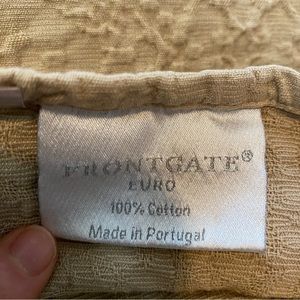 FRONTGATE®
EURO
100% Cotton
Made in Portugal